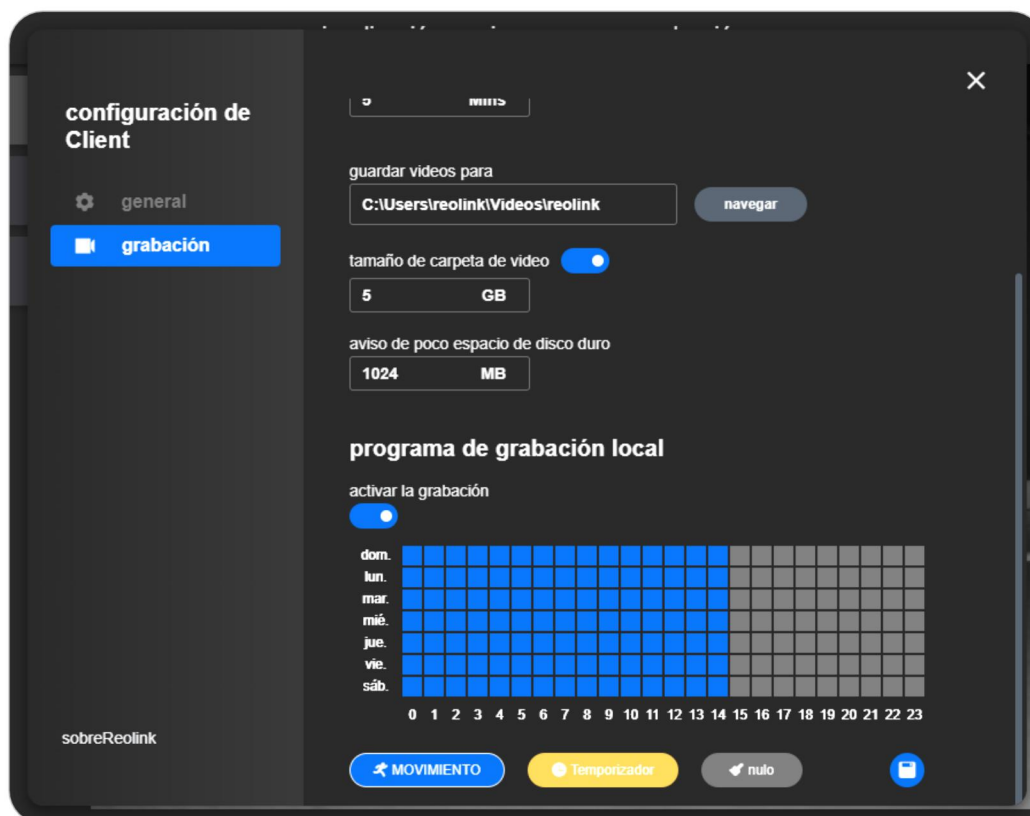 configuración de
Client
general
grabación
sobreReolink
5 Mins
guardar videos para
C:\Users\reolink\Videos\reolink
navegar
tamaño de carpeta de video
5 GB
aviso de poco espacio de disco duro
1024 MB
programa de grabación local
activar la grabación
dom.
lun.
mar.
mié.
jue.
vie.
sáb.
0 1 2 3 4 5 6 7 8 9 10 11 12 13 14 15 16 17 18 19 20 21 22 23
MOVIMIENTO
Temporizador
nulo